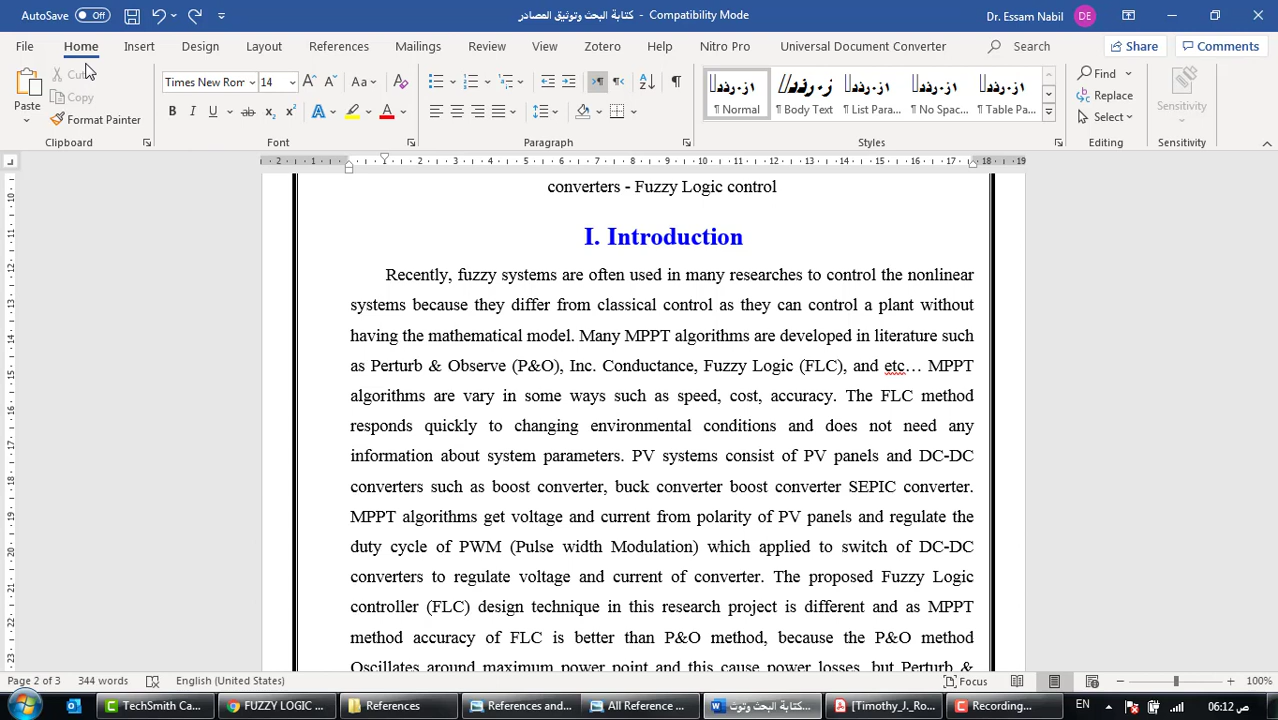 AutoSave Off كتابة البحث وتوثيق المصادر - Compatibility Mode Dr. Essam Nabil DE
File Home Insert Design Layout References Mailings Review View Zotero Help Nitro Pro Universal Document Converter Search Share Comments
Paste Cut Copy Format Painter
Times New Rom 14
Normal Body Text List Para... No Spac... Table Pa...
Find Replace Select Sensitivity
Clipboard Font Paragraph Styles Editing Sensitivity
converters - Fuzzy Logic control
I. Introduction
Recently, fuzzy systems are often used in many researches to control the nonlinear
systems because they differ from classical control as they can control a plant without
having the mathematical model. Many MPPT algorithms are developed in literature such
as Perturb & Observe (P&O), Inc. Conductance, Fuzzy Logic (FLC), and etc… MPPT
algorithms are vary in some ways such as speed, cost, accuracy. The FLC method
responds quickly to changing environmental conditions and does not need any
information about system parameters. PV systems consist of PV panels and DC-DC
converters such as boost converter, buck converter boost converter SEPIC converter.
MPPT algorithms get voltage and current from polarity of PV panels and regulate the
duty cycle of PWM (Pulse width Modulation) which applied to switch of DC-DC
converters to regulate voltage and current of converter. The proposed Fuzzy Logic
controller (FLC) design technique in this research project is different and as MPPT
method accuracy of FLC is better than P&O method, because the P&O method
Oscillates around maximum power point and this cause power losses, but Perturb &
Page 2 of 3 344 words English (United States) Focus 100%
TechSmith Ca... FUZZY LOGIC ... References References and... All Reference ... كتابة البحث وتوث... [Timothy_J._Ro... Recording... EN 06:12 ص